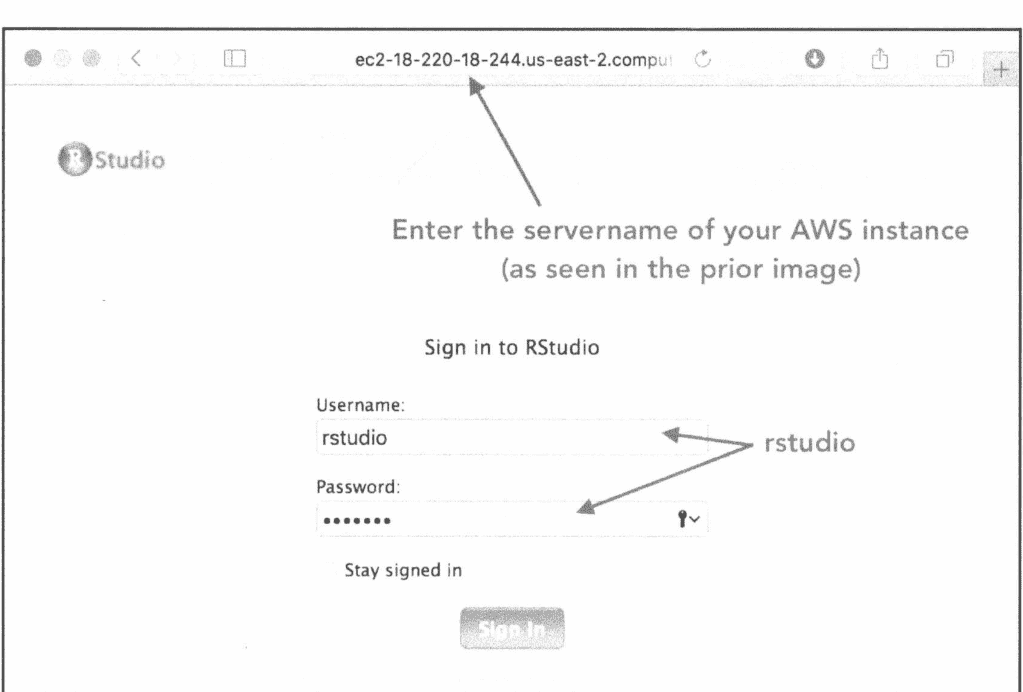 ec2-18-220-18-244.us-east-2.compu
R Studio
Enter the servername of your AWS instance
(as seen in the prior image)
Sign in to RStudio
Username:
rstudio
rstudio
Password:
•••••••
Stay signed in
Sign In